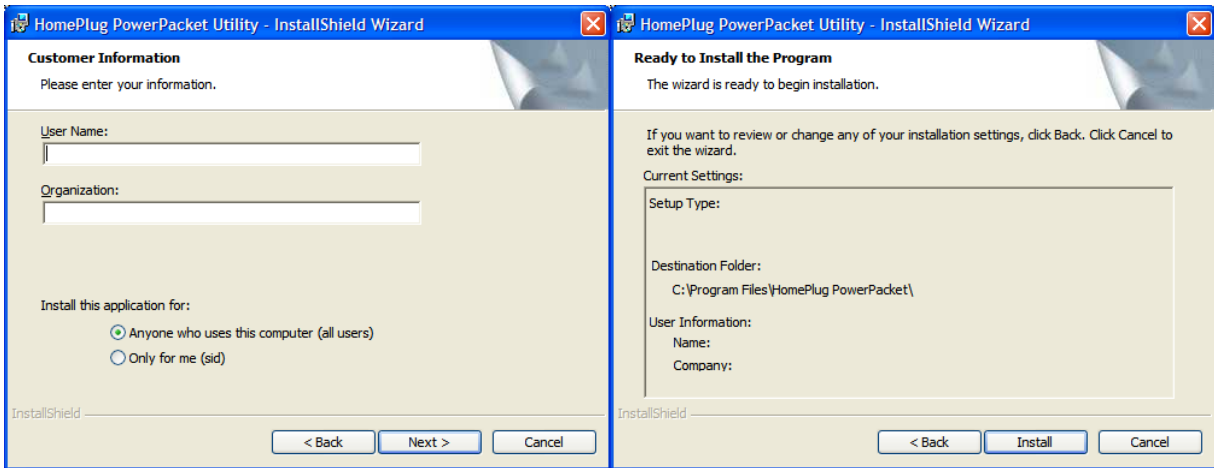 HomePlug PowerPacket Utility - InstallShield Wizard
Customer Information
Please enter your information.
User Name:
Organization:
Install this application for:
Anyone who uses this computer (all users)
Only for me (sid)
InstallShield
< Back
Next >
Cancel
HomePlug PowerPacket Utility - InstallShield Wizard
Ready to Install the Program
The wizard is ready to begin installation.
If you want to review or change any of your installation settings, click Back. Click Cancel to
exit the wizard.
Current Settings:
Setup Type:
Destination Folder:
C:\Program Files\HomePlug PowerPacket\
User Information:
Name:
Company:
InstallShield
< Back
Install
Cancel